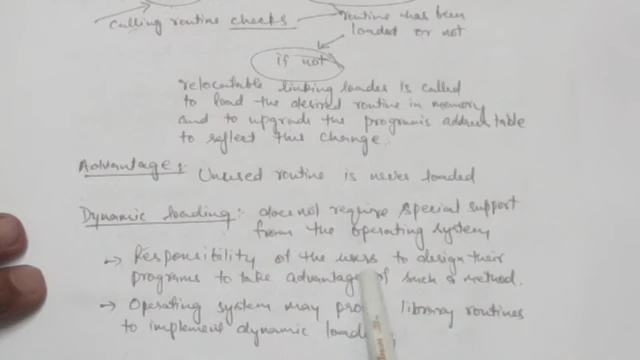 calling routine checks → routine has been
loaded or not
if not
relocatable linking loader is called
to load the desired routine in memory
and to upgrade the program's address table
to reflect this change.
Advantage: Unused routine is never loaded
Dynamic loading: does not require special support
from the operating system
→ Responsibility of the users to design their
programs to take advantage of such a method.
→ Operating system may pro library routines
to implement dynamic load